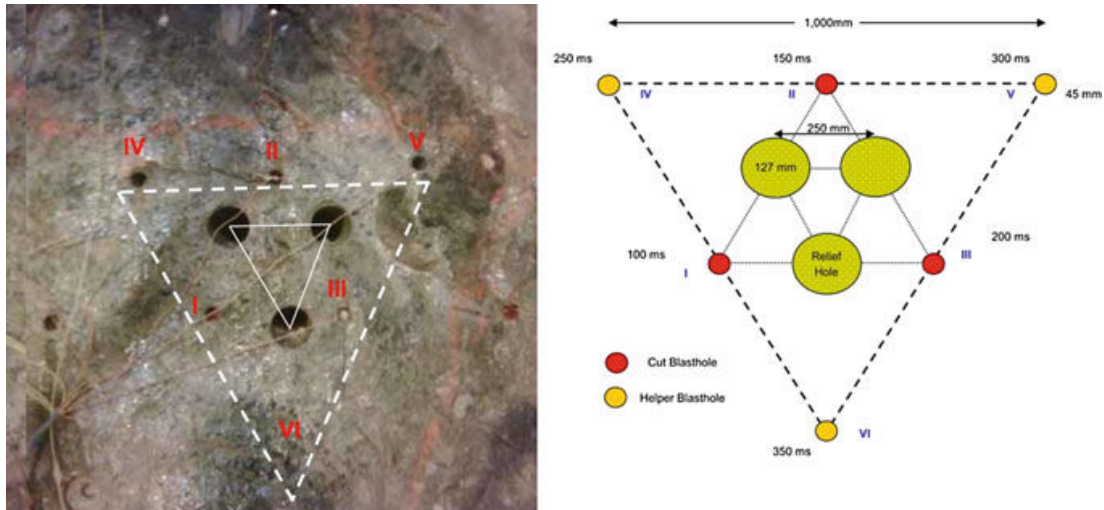 IV
II
V
I
III
VI
1,000mm
250 ms
150 ms
300 ms
IV
II
V
45 mm
250 mm
127 mm
100 ms
Relief
Hole
200 ms
I
III
Cut Blasthole
Helper Blasthole
VI
350 ms